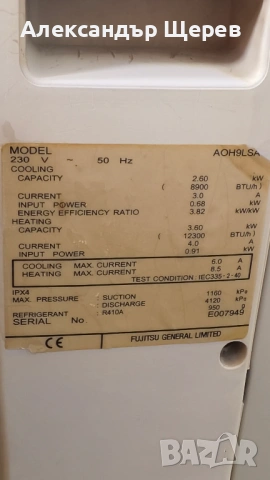 Александър Щерев
MODEL AOH9LSA
230 V ~ 50 Hz
COOLING
CAPACITY 2.60 kW
( 8900 BTU/h )
CURRENT 3.0 A
INPUT POWER 0.68 kW
ENERGY EFFICIENCY RATIO 3.82 kW/kW
HEATING
CAPACITY 3.60 kW
( 12300 BTU/h )
CURRENT 4.0 A
INPUT POWER 0.91 kW
COOLING MAX. CURRENT 6.0 A
HEATING MAX. CURRENT 8.5 A
TEST CONDITION : IEC335-2-40
IPX4
MAX. PRESSURE : SUCTION 1160 kPa
DISCHARGE 4120 kPa
REFRIGERANT : R410A 950 g
SERIAL No. E007949
CE FUJITSU GENERAL LIMITED
bazar